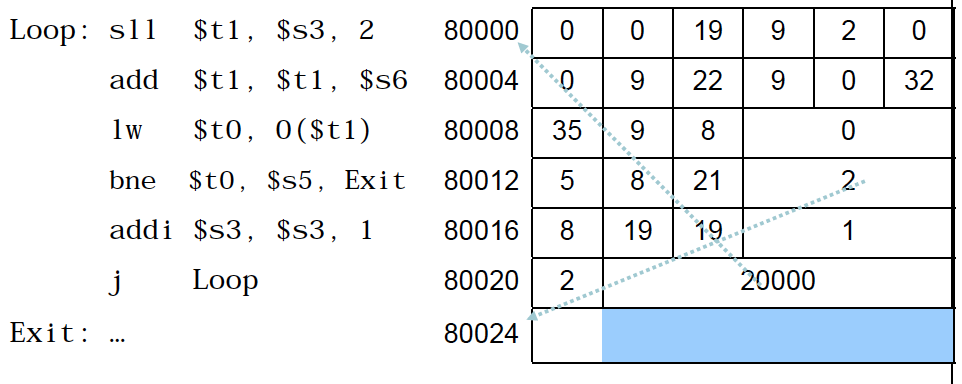 Loop: sll $t1, $s3, 2 80000 0 0 19 9 2 0
add $t1, $t1, $s6 80004 0 9 22 9 0 32
lw $t0, 0($t1) 80008 35 9 8 0
bne $t0, $s5, Exit 80012 5 8 21 2
addi $s3, $s3, 1 80016 8 19 19 1
j Loop 80020 2 20000
Exit: … 80024